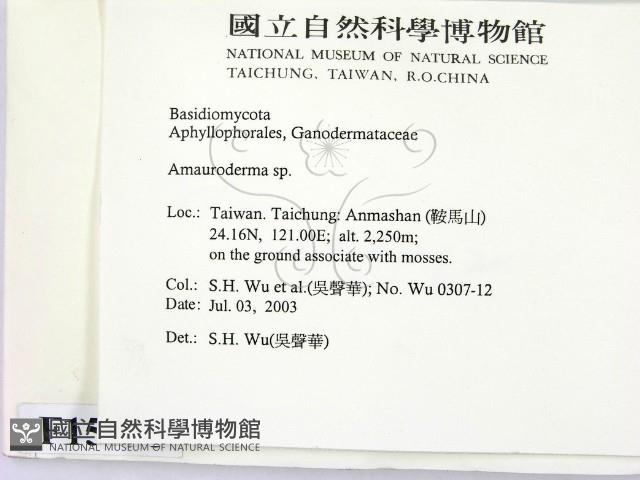 國立自然科學博物館
NATIONAL MUSEUM OF NATURAL SCIENCE
TAICHUNG, TAIWAN, R.O.CHINA
Basidiomycota
Aphyllophorales, Ganodermataceae
Amauroderma sp.
Loc.: Taiwan. Taichung: Anmashan (鞍馬山)
24.16N, 121.00E; alt. 2,250m;
on the ground associate with mosses.
Col.: S.H. Wu et al.(吳聲華); No. Wu 0307-12
Date: Jul. 03, 2003
Det.: S.H. Wu(吳聲華)
國立自然科學博物館
NATIONAL MUSEUM OF NATURAL SCIENCE